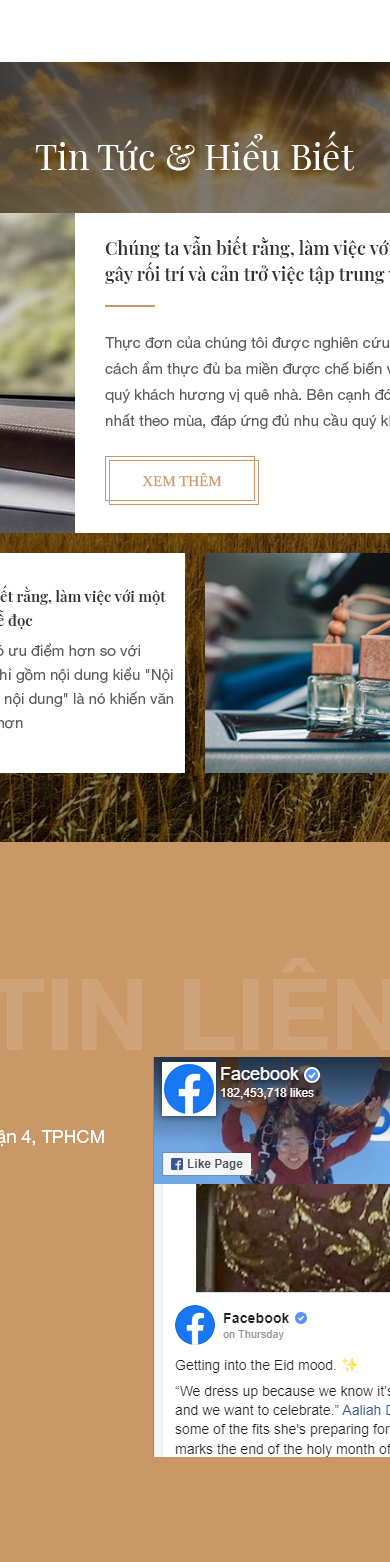 Tin Tức & Hiểu Biết
Chúng ta vẫn biết rằng, làm việc với
gây rối trí và cản trở việc tập trung
Thực đơn của chúng tôi được nghiên cứu
cách ẩm thực đủ ba miền được chế biến
quý khách hương vị quê nhà. Bên cạnh đó
nhất theo mùa, đáp ứng đủ nhu cầu quý
XEM THÊM
rằng, làm việc với một
đọc
ưu điểm hơn so với
gồm nội dung kiểu "Nội
nội dung" là nó khiến văn
hơn
TIN LIÊN
4, TPHCM
Facebook
182,453,718 likes
Like Page
Facebook
on Thursday
Getting into the Eid mood. ✨
“We dress up because we know it's
and we want to celebrate.” Aaliah
some of the fits she's preparing for
marks the end of the holy month of